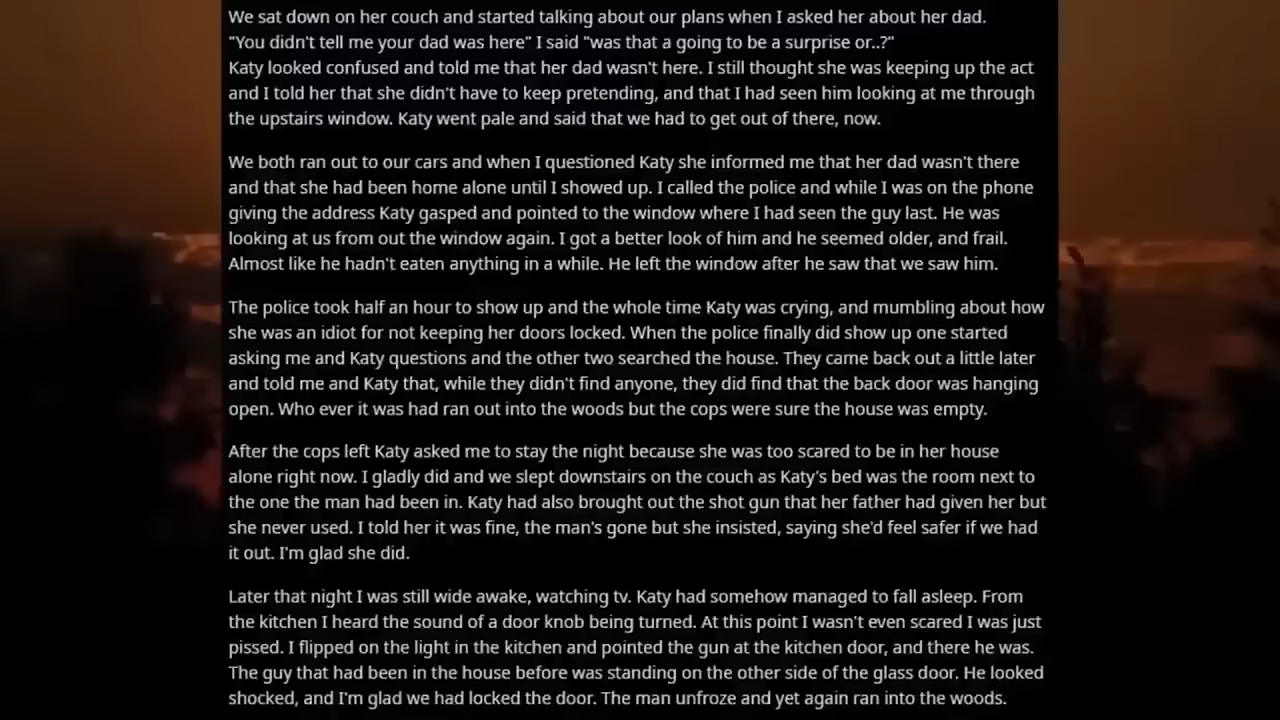 We sat down on her couch and started talking about our plans when I asked her about her dad.
"You didn't tell me your dad was here" I said "was that a going to be a surprise or..?"
Katy looked confused and told me that her dad wasn't here. I still thought she was keeping up the act
and I told her that she didn't have to keep pretending, and that I had seen him looking at me through
the upstairs window. Katy went pale and said that we had to get out of there, now.
We both ran out to our cars and when I questioned Katy she informed me that her dad wasn't there
and that she had been home alone until I showed up. I called the police and while I was on the phone
giving the address Katy gasped and pointed to the window where I had seen the guy last. He was
looking at us from out the window again. I got a better look of him and he seemed older, and frail.
Almost like he hadn't eaten anything in a while. He left the window after he saw that we saw him.
The police took half an hour to show up and the whole time Katy was crying, and mumbling about how
she was an idiot for not keeping her doors locked. When the police finally did show up one started
asking me and Katy questions and the other two searched the house. They came back out a little later
and told me and Katy that, while they didn't find anyone, they did find that the back door was hanging
open. Who ever it was had ran out into the woods but the cops were sure the house was empty.
After the cops left Katy asked me to stay the night because she was too scared to be in her house
alone right now. I gladly did and we slept downstairs on the couch as Katy's bed was the room next to
the one the man had been in. Katy had also brought out the shot gun that her father had given her but
she never used. I told her it was fine, the man's gone but she insisted, saying she'd feel safer if we had
it out. I'm glad she did.
Later that night I was still wide awake, watching tv. Katy had somehow managed to fall asleep. From
the kitchen I heard the sound of a door knob being turned. At this point I wasn't even scared I was just
pissed. I flipped on the light in the kitchen and pointed the gun at the kitchen door, and there he was.
The guy that had been in the house before was standing on the other side of the glass door. He looked
shocked, and I'm glad we had locked the door. The man unfroze and yet again ran into the woods.